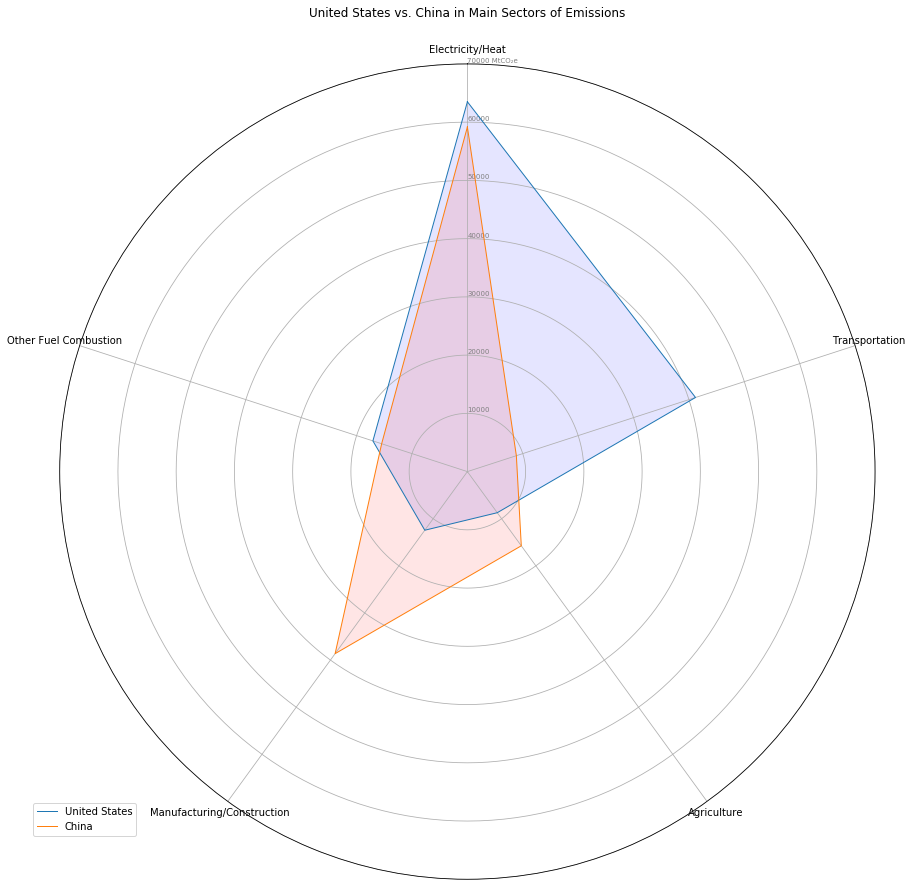 United States vs. China in Main Sectors of Emissions
Electricity/Heat
70000 MtCO₂e
60000
50000
40000
30000
20000
10000
Other Fuel Combustion
Transportation
Manufacturing/Construction
Agriculture
United States
China